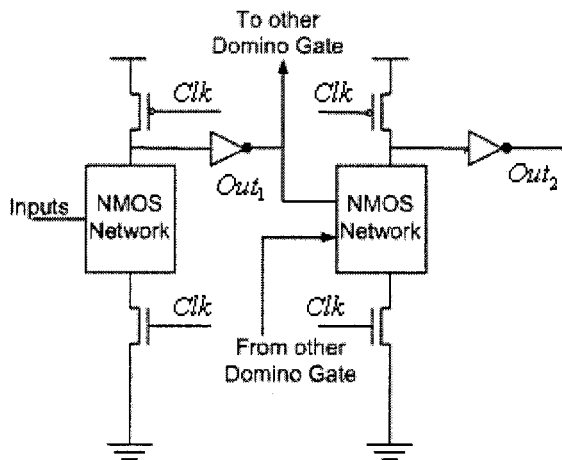 To other
Domino Gate
Clk
Clk
Inputs
NMOS
Network
Out₁
NMOS
Network
Out₂
Clk
Clk
From other
Domino Gate